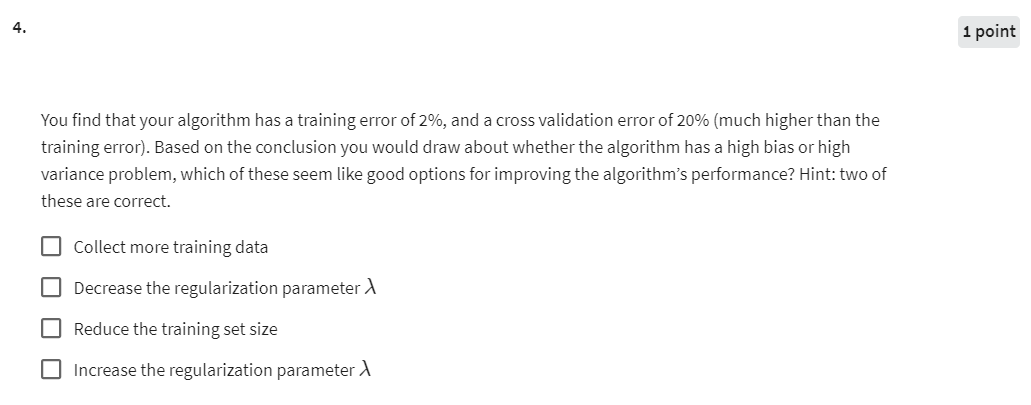 4.
1 point
You find that your algorithm has a training error of 2%, and a cross validation error of 20% (much higher than the
training error). Based on the conclusion you would draw about whether the algorithm has a high bias or high
variance problem, which of these seem like good options for improving the algorithm’s performance? Hint: two of
these are correct.
Collect more training data
Decrease the regularization parameter λ
Reduce the training set size
Increase the regularization parameter λ